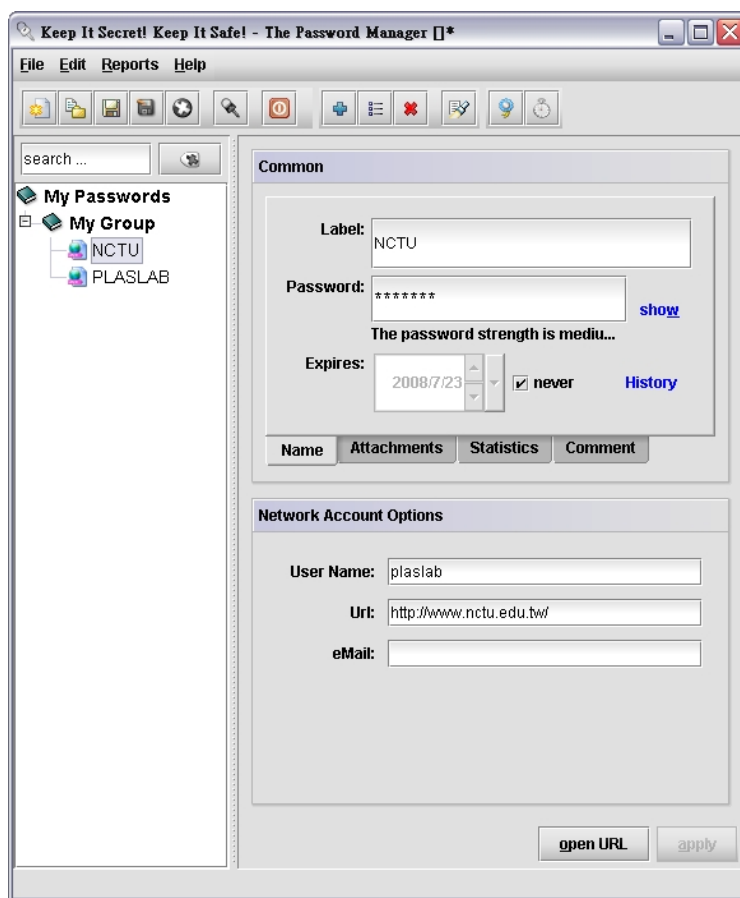 Keep It Secret! Keep It Safe! - The Password Manager []*
File Edit Reports Help
search ...
My Passwords
My Group
NCTU
PLASLAB
Common
Label: NCTU
Password: *******
show
The password strength is mediu...
Expires: 2008/7/23 never History
Name Attachments Statistics Comment
Network Account Options
User Name: plaslab
Url: http://www.nctu.edu.tw/
eMail:
open URL apply